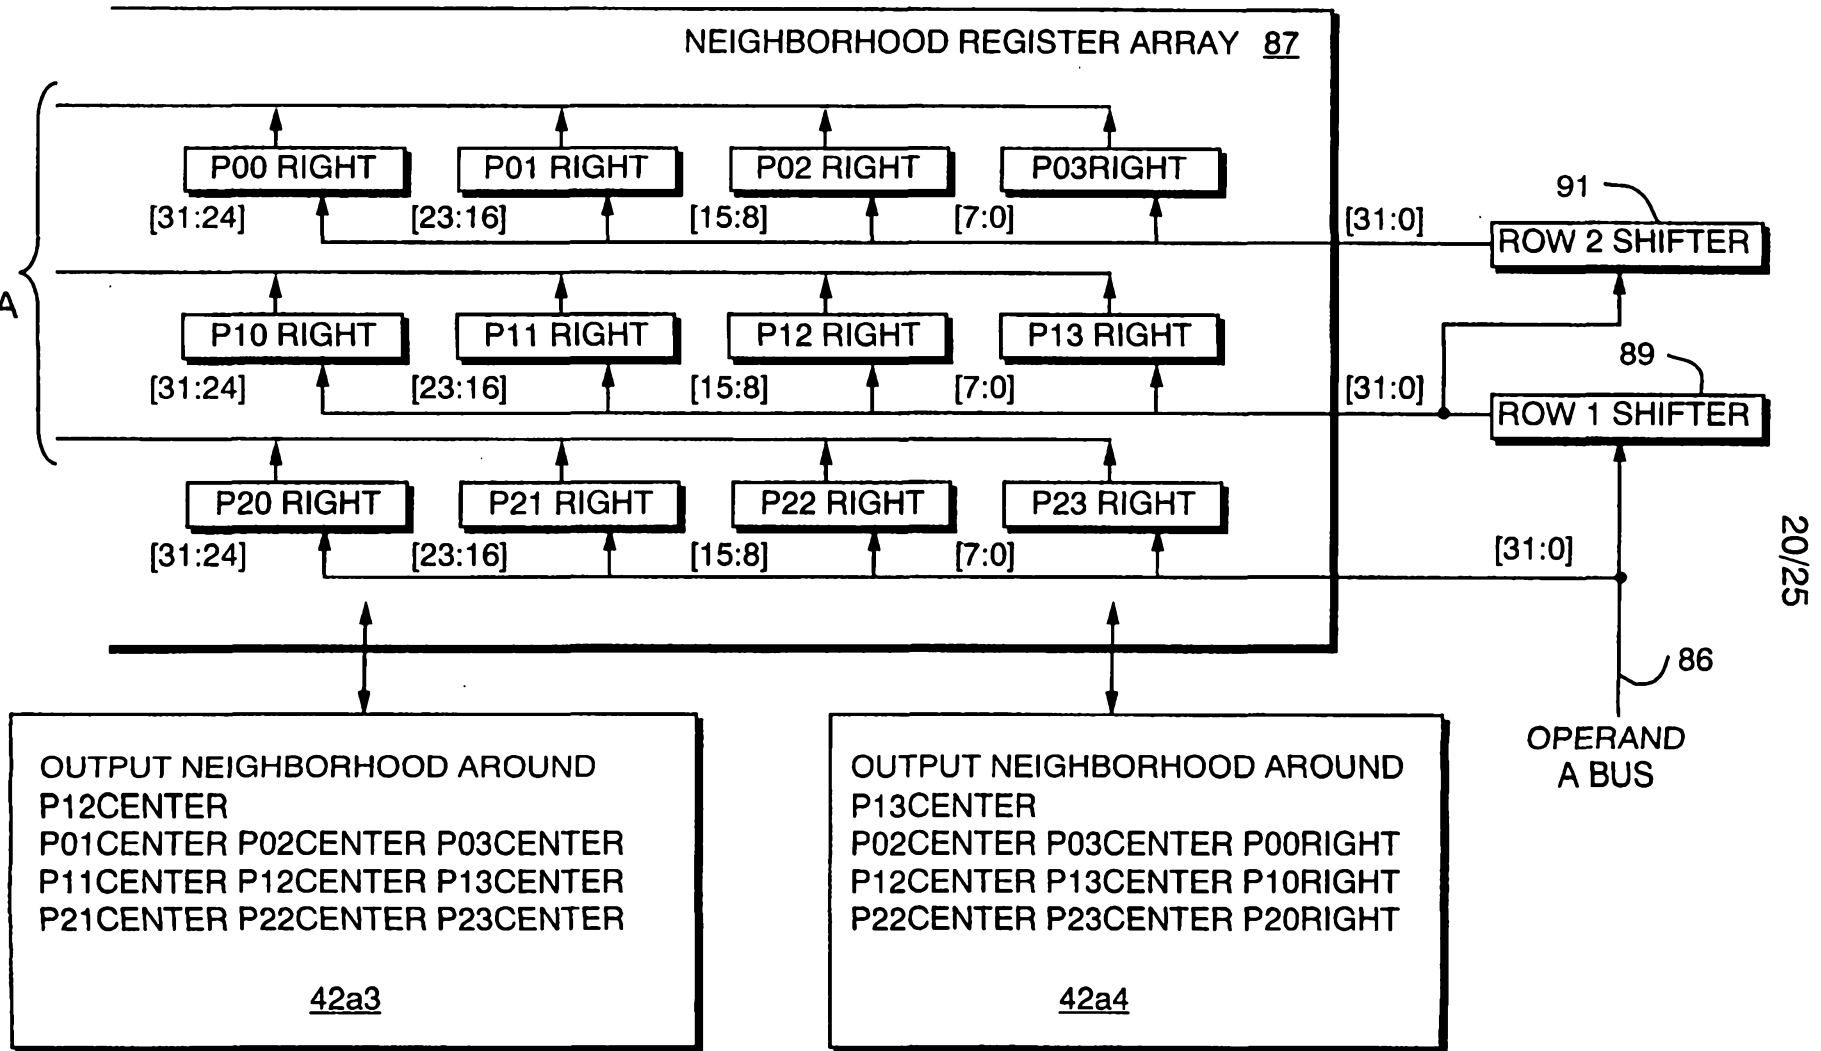 NEIGHBORHOOD REGISTER ARRAY 87
P00 RIGHT P01 RIGHT P02 RIGHT P03RIGHT
[31:24] [23:16] [15:8] [7:0] [31:0]
91
ROW 2 SHIFTER
A
P10 RIGHT P11 RIGHT P12 RIGHT P13 RIGHT
[31:24] [23:16] [15:8] [7:0] [31:0]
89
ROW 1 SHIFTER
P20 RIGHT P21 RIGHT P22 RIGHT P23 RIGHT
[31:24] [23:16] [15:8] [7:0] [31:0]
20/25
86
OPERAND
A BUS
OUTPUT NEIGHBORHOOD AROUND
P12CENTER
P01CENTER P02CENTER P03CENTER
P11CENTER P12CENTER P13CENTER
P21CENTER P22CENTER P23CENTER
42a3
OUTPUT NEIGHBORHOOD AROUND
P13CENTER
P02CENTER P03CENTER P00RIGHT
P12CENTER P13CENTER P10RIGHT
P22CENTER P23CENTER P20RIGHT
42a4